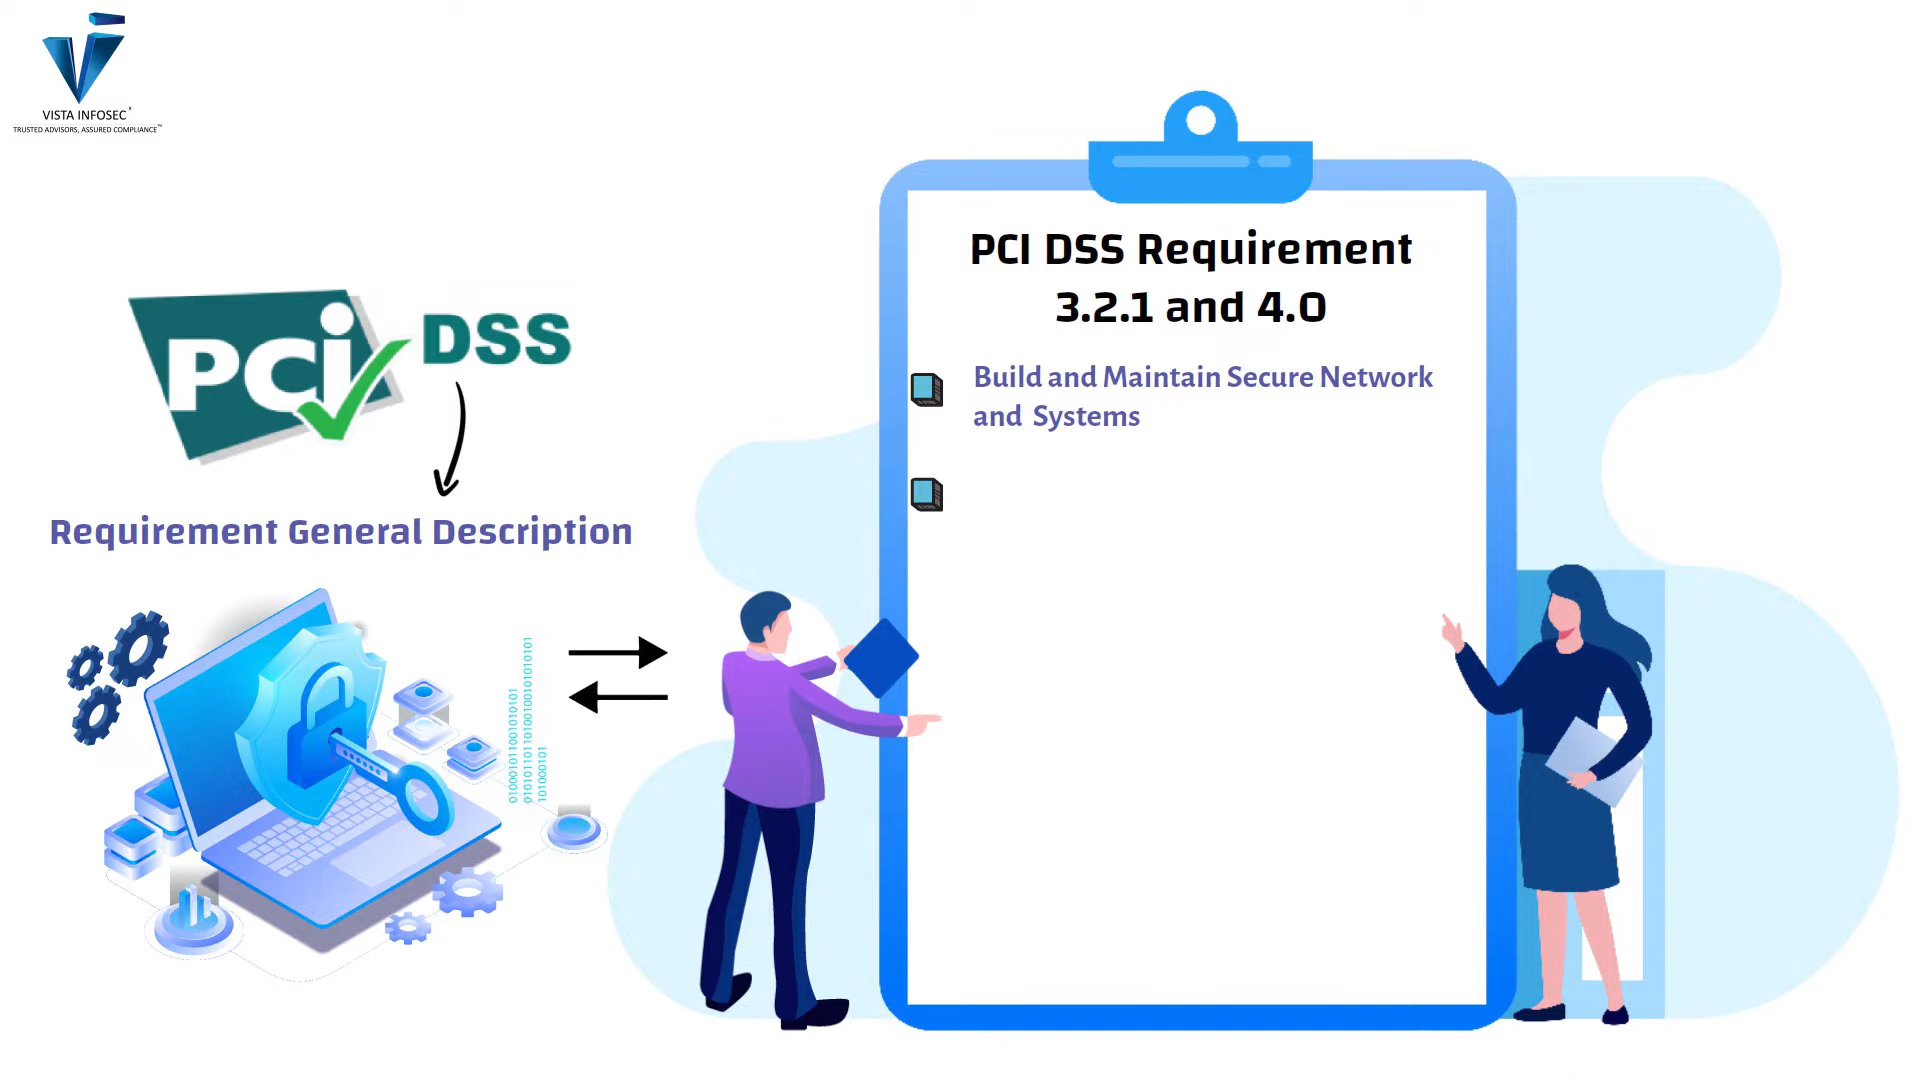 VISTA INFOSEC
TRUSTED ADVISORS, ASSURED COMPLIANCE™
PCI DSS Requirement
3.2.1 and 4.0
Build and Maintain Secure Network
and Systems
PCI DSS
Requirement General Description